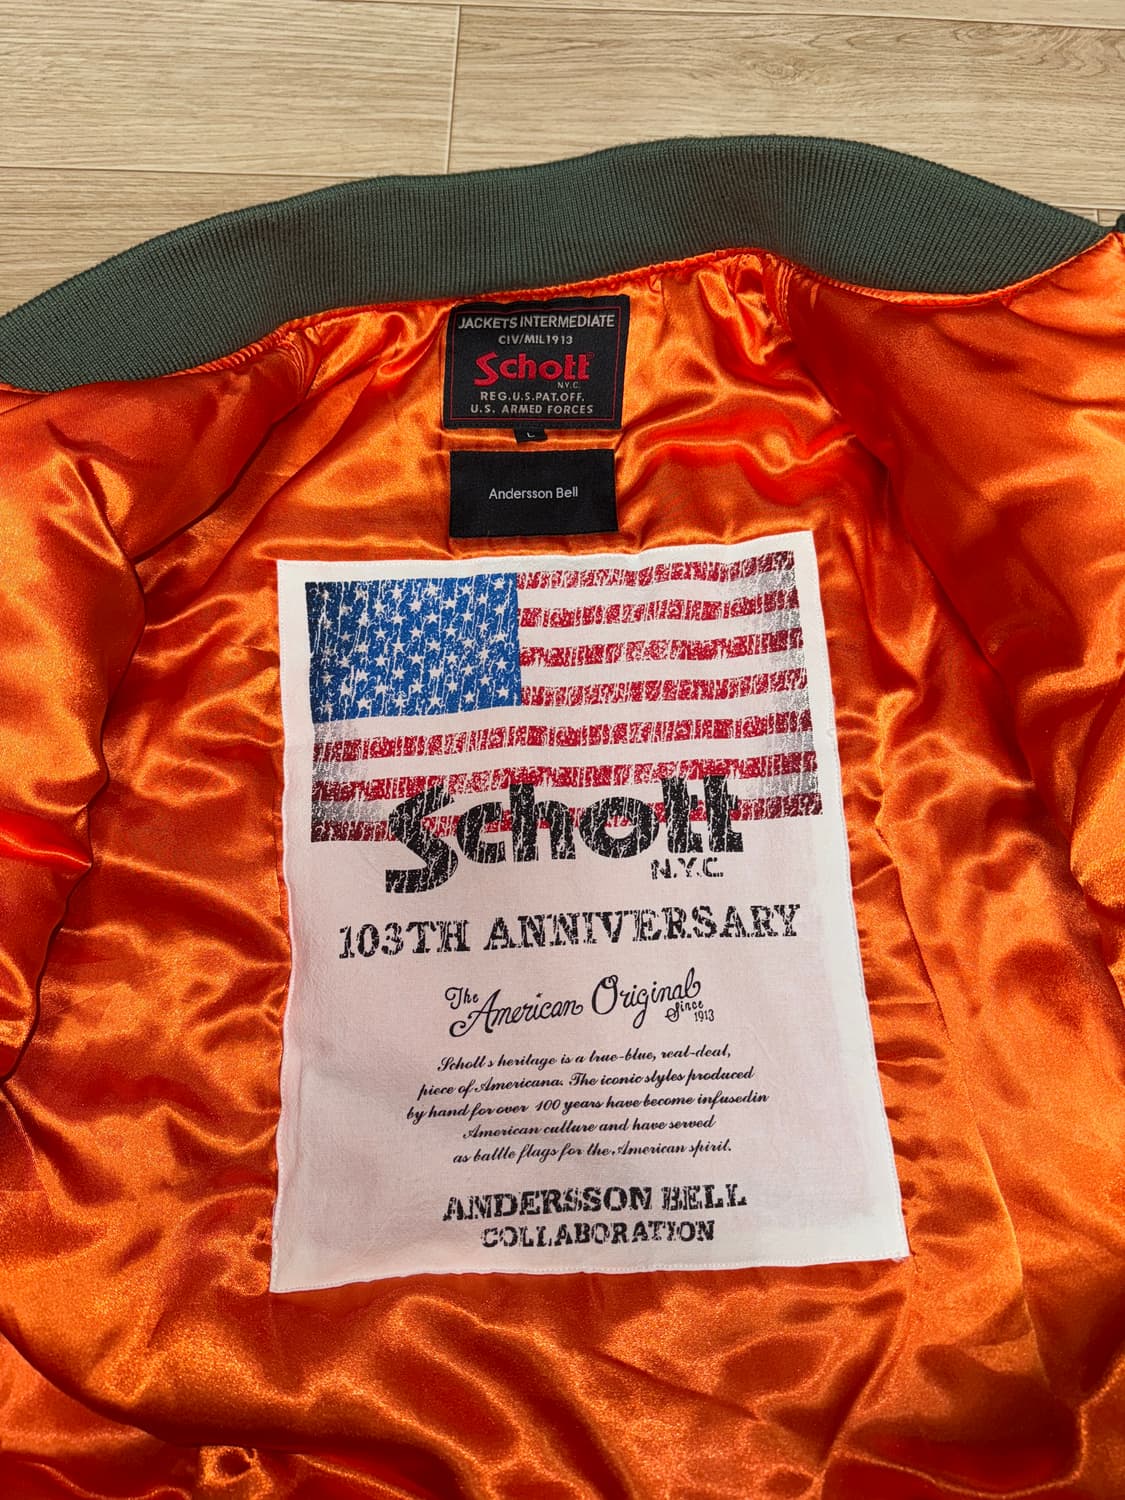 JACKETS INTERMEDIATE
CIV/MIL1913
Schott®
N.Y.C.
REG.U.S.PAT.OFF.
U.S. ARMED FORCES
L
Andersson Bell
Schott
N.Y.C
103TH ANNIVERSARY
The
American Original
Since
1913
Schott s heritage is a true-blue, real-deal,
piece of Americana. The iconic styles produced
by hand for over 100 years have become infusedin
American culture and have served
as battle flags for the American spirit.
ANDERSSON BELL
COLLABORATION